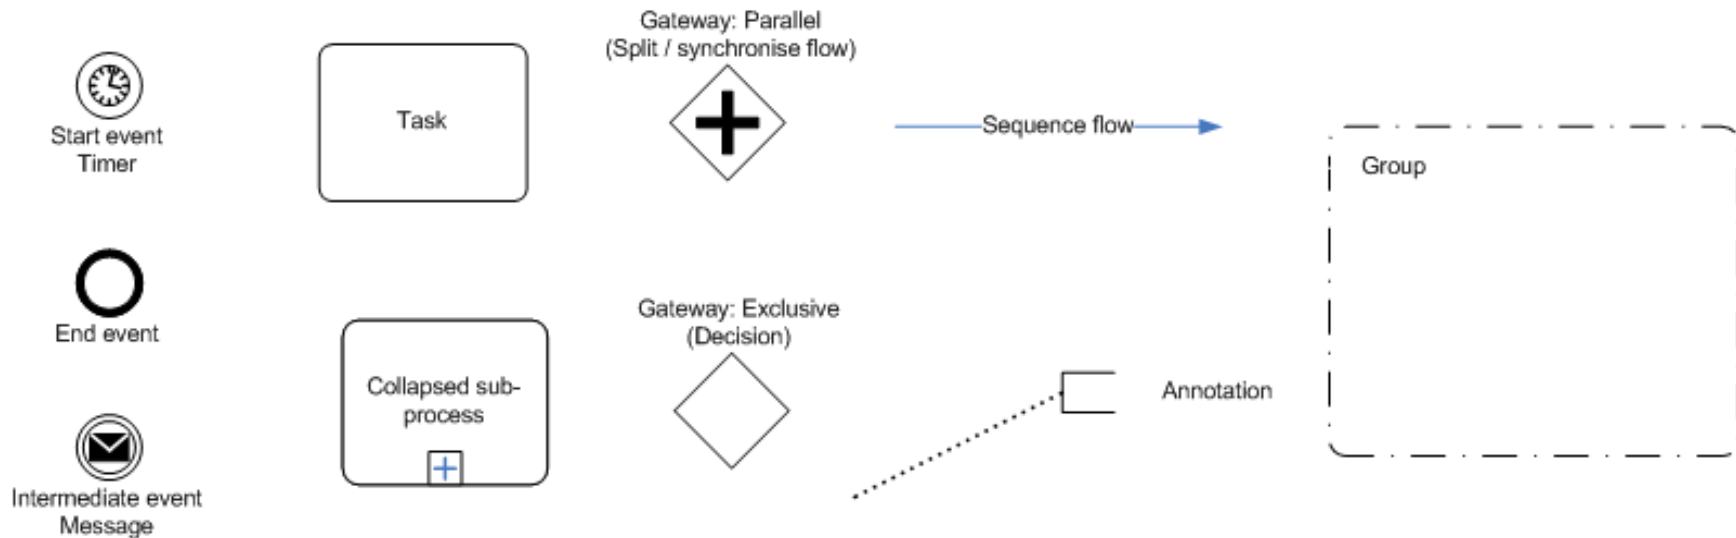 Gateway: Parallel
(Split / synchronise flow)
Start event
Timer
Task
Sequence flow
Group
End event
Gateway: Exclusive
(Decision)
Collapsed sub-
process
Annotation
Intermediate event
Message